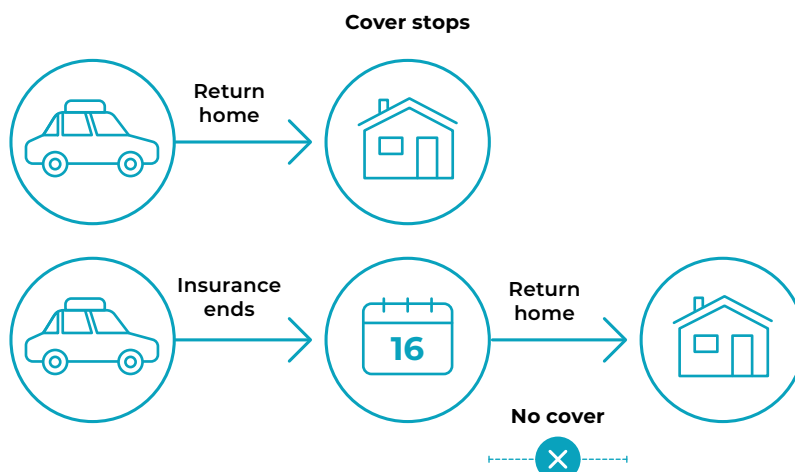 Cover stops
Return
home
Insurance
ends
16
Return
home
No cover